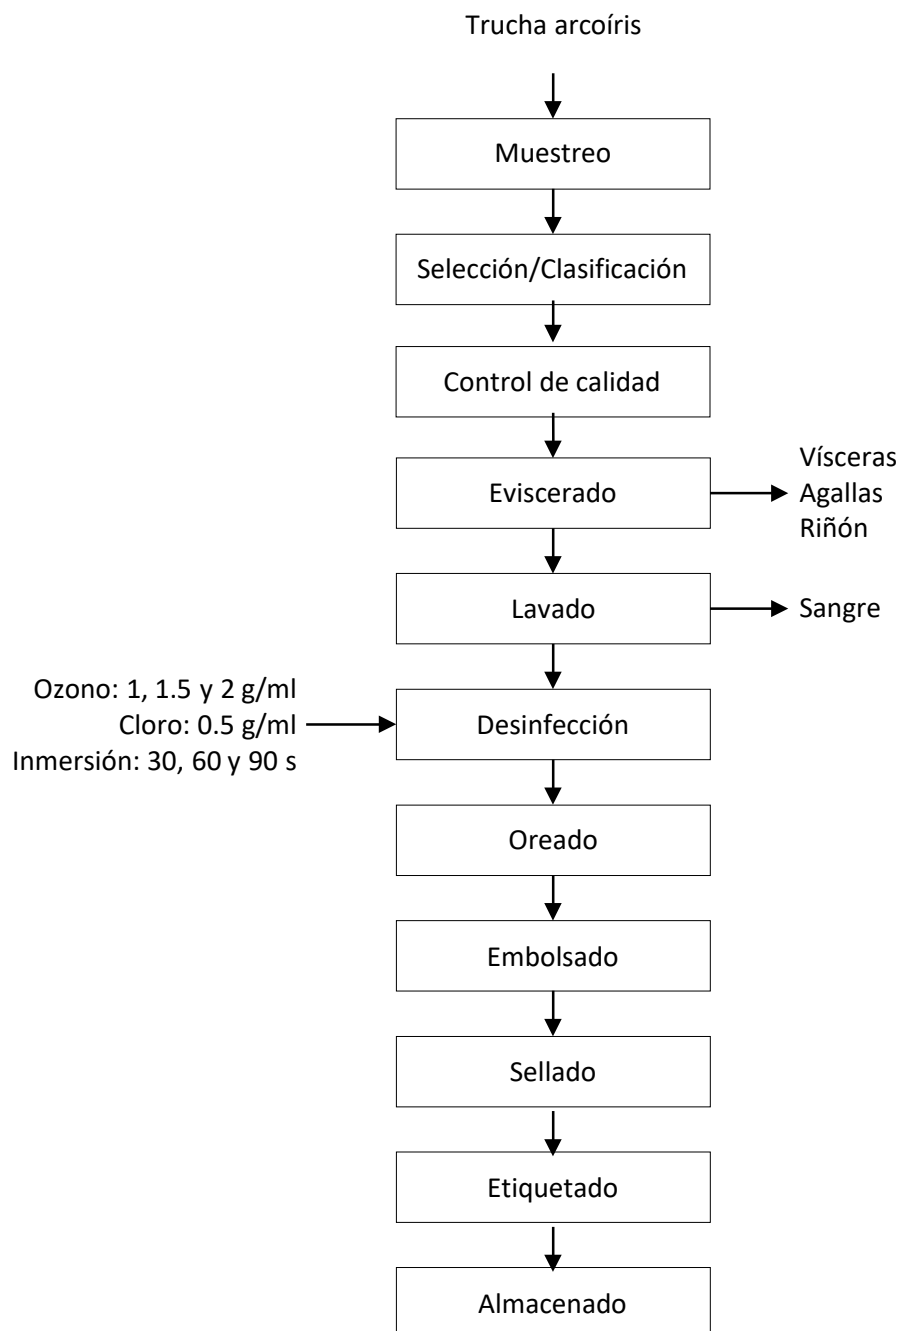 Trucha arcoíris
Muestreo
Selección/Clasificación
Control de calidad
Eviscerado
Vísceras
Agallas
Riñón
Lavado
Sangre
Ozono: 1, 1.5 y 2 g/ml
Cloro: 0.5 g/ml
Inmersión: 30, 60 y 90 s
Desinfección
Oreado
Embolsado
Sellado
Etiquetado
Almacenado